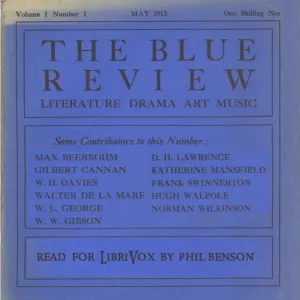 Volume I Number I MAY 1913 One Shilling Net
THE BLUE
REVIEW
LITERATURE DRAMA ART MUSIC
Some Contributors to this Number:
MAX BEERBOHM
GILBERT CANNAN
W. H. DAVIES
WALTER DE LA MARE
W. L. GEORGE
W. W. GIBSON
D. H. LAWRENCE
KATHERINE MANSFIELD
FRANK SWINNERTON
HUGH WALPOLE
NORMAN WILKINSON
READ FOR LIBRIVOX BY PHIL BENSON